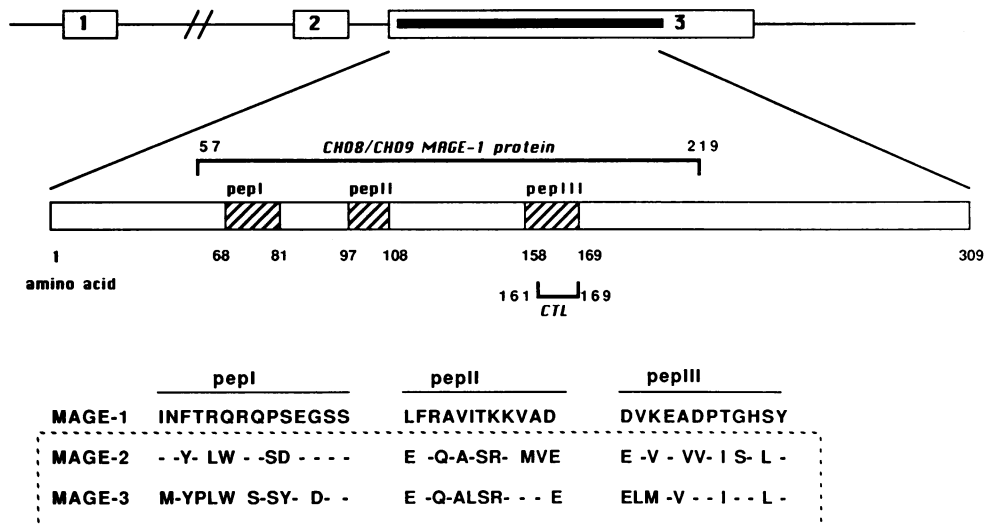 1 2 3
57 CH08/CH09 MAGE-1 protein 219
pepI pepII pepIII
1 68 81 97 108 158 169 309
amino acid
161 169
CTL
pepI pepII pepIII
MAGE-1 INFTRQRQPSEGSS LFRAVITKKVAD DVKEADPTGHSY
MAGE-2 - -Y- LW - -SD - - - - E -Q-A-SR- MVE E -V - VV- I S- L -
MAGE-3 M-YPLW S-SY- D- - E -Q-ALSR- - - E ELM -V - - I - - L -